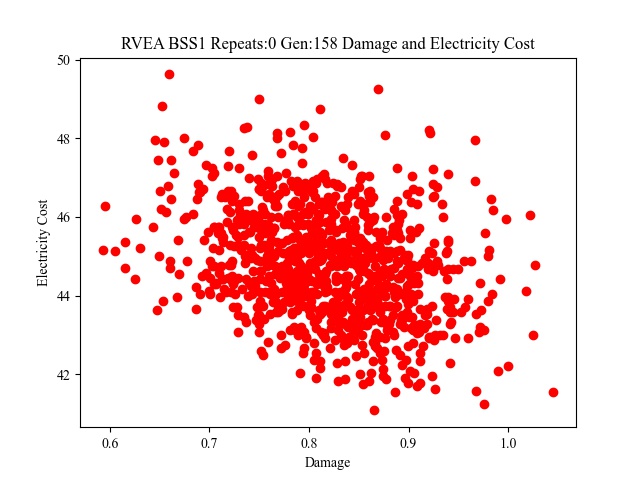 RVEA BSS1 Repeats:0 Gen:158 Damage and Electricity Cost
50
48
46
44
42
Electricity Cost
0.6 0.7 0.8 0.9 1.0
Damage